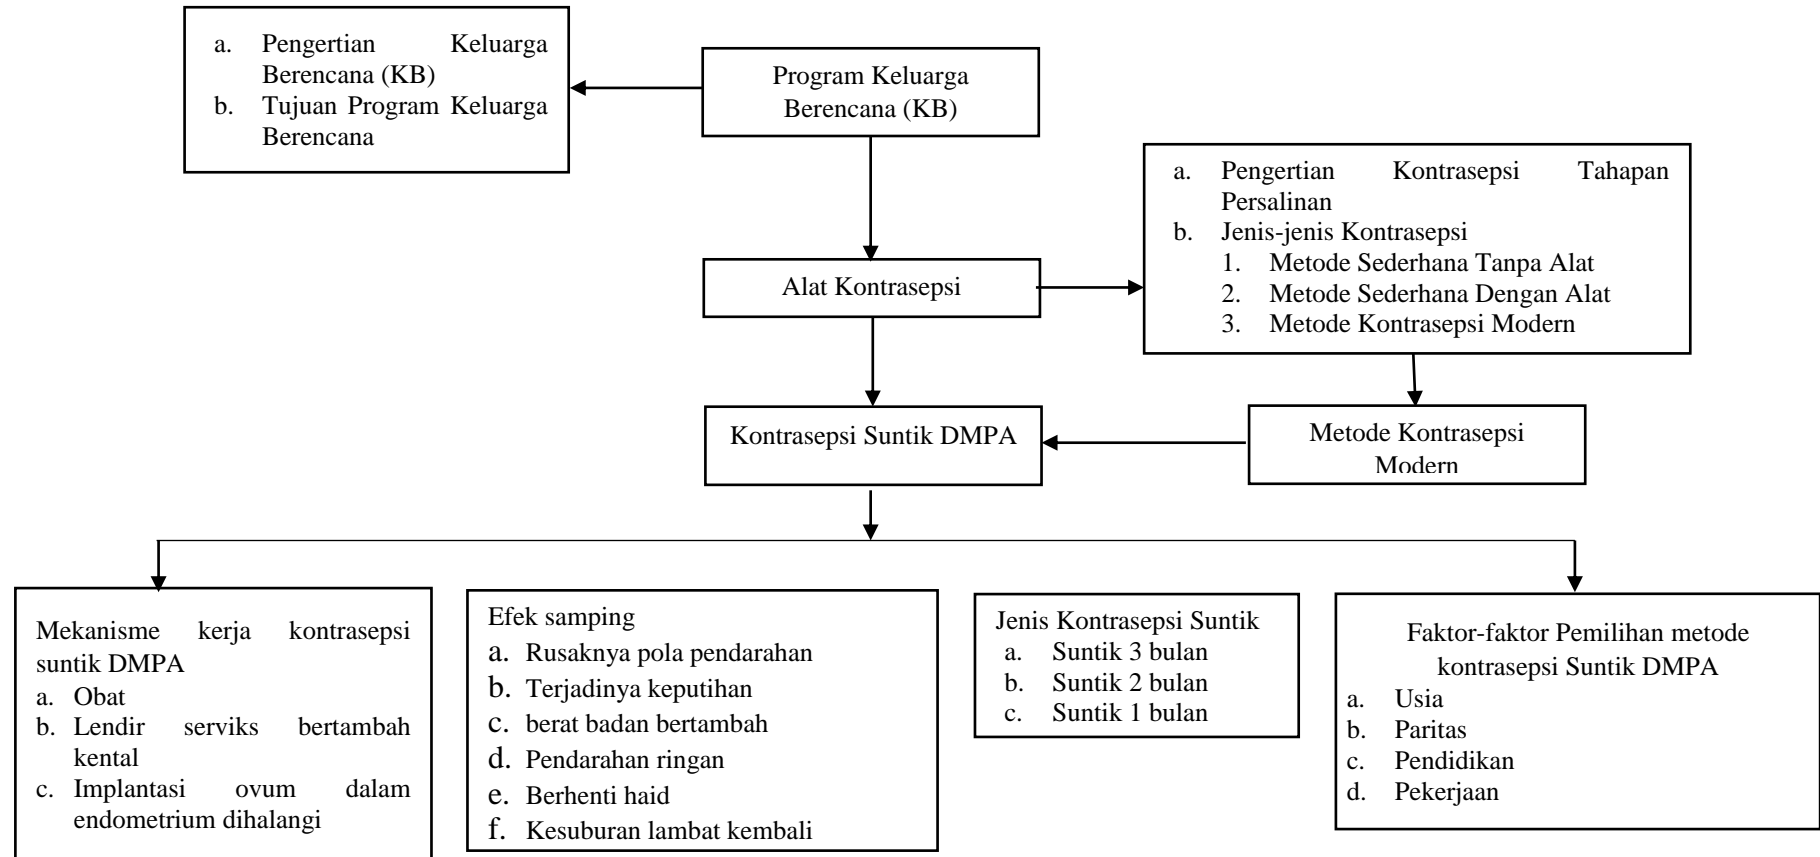 a. Pengertian Keluarga
Berencana (KB)
b. Tujuan Program Keluarga
Berencana
Program Keluarga
Berencana (KB)
a. Pengertian Kontrasepsi Tahapan
Persalinan
b. Jenis-jenis Kontrasepsi
1. Metode Sederhana Tanpa Alat
2. Metode Sederhana Dengan Alat
3. Metode Kontrasepsi Modern
Alat Kontrasepsi
Kontrasepsi Suntik DMPA
Metode Kontrasepsi
Modern
Mekanisme kerja kontrasepsi
suntik DMPA
a. Obat
b. Lendir serviks bertambah
kental
c. Implantasi ovum dalam
endometrium dihalangi
Efek samping
a. Rusaknya pola pendarahan
b. Terjadinya keputihan
c. berat badan bertambah
d. Pendarahan ringan
e. Berhenti haid
f. Kesuburan lambat kembali
Jenis Kontrasepsi Suntik
a. Suntik 3 bulan
b. Suntik 2 bulan
c. Suntik 1 bulan
Faktor-faktor Pemilihan metode
kontrasepsi Suntik DMPA
a. Usia
b. Paritas
c. Pendidikan
d. Pekerjaan